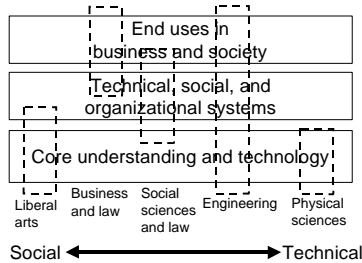 End uses in
business and society
Technical, social, and
organizational systems
Core understanding and technology
Liberal
arts
Business
and law
Social
sciences
and law
Engineering
Physical
sciences
Social
Technical